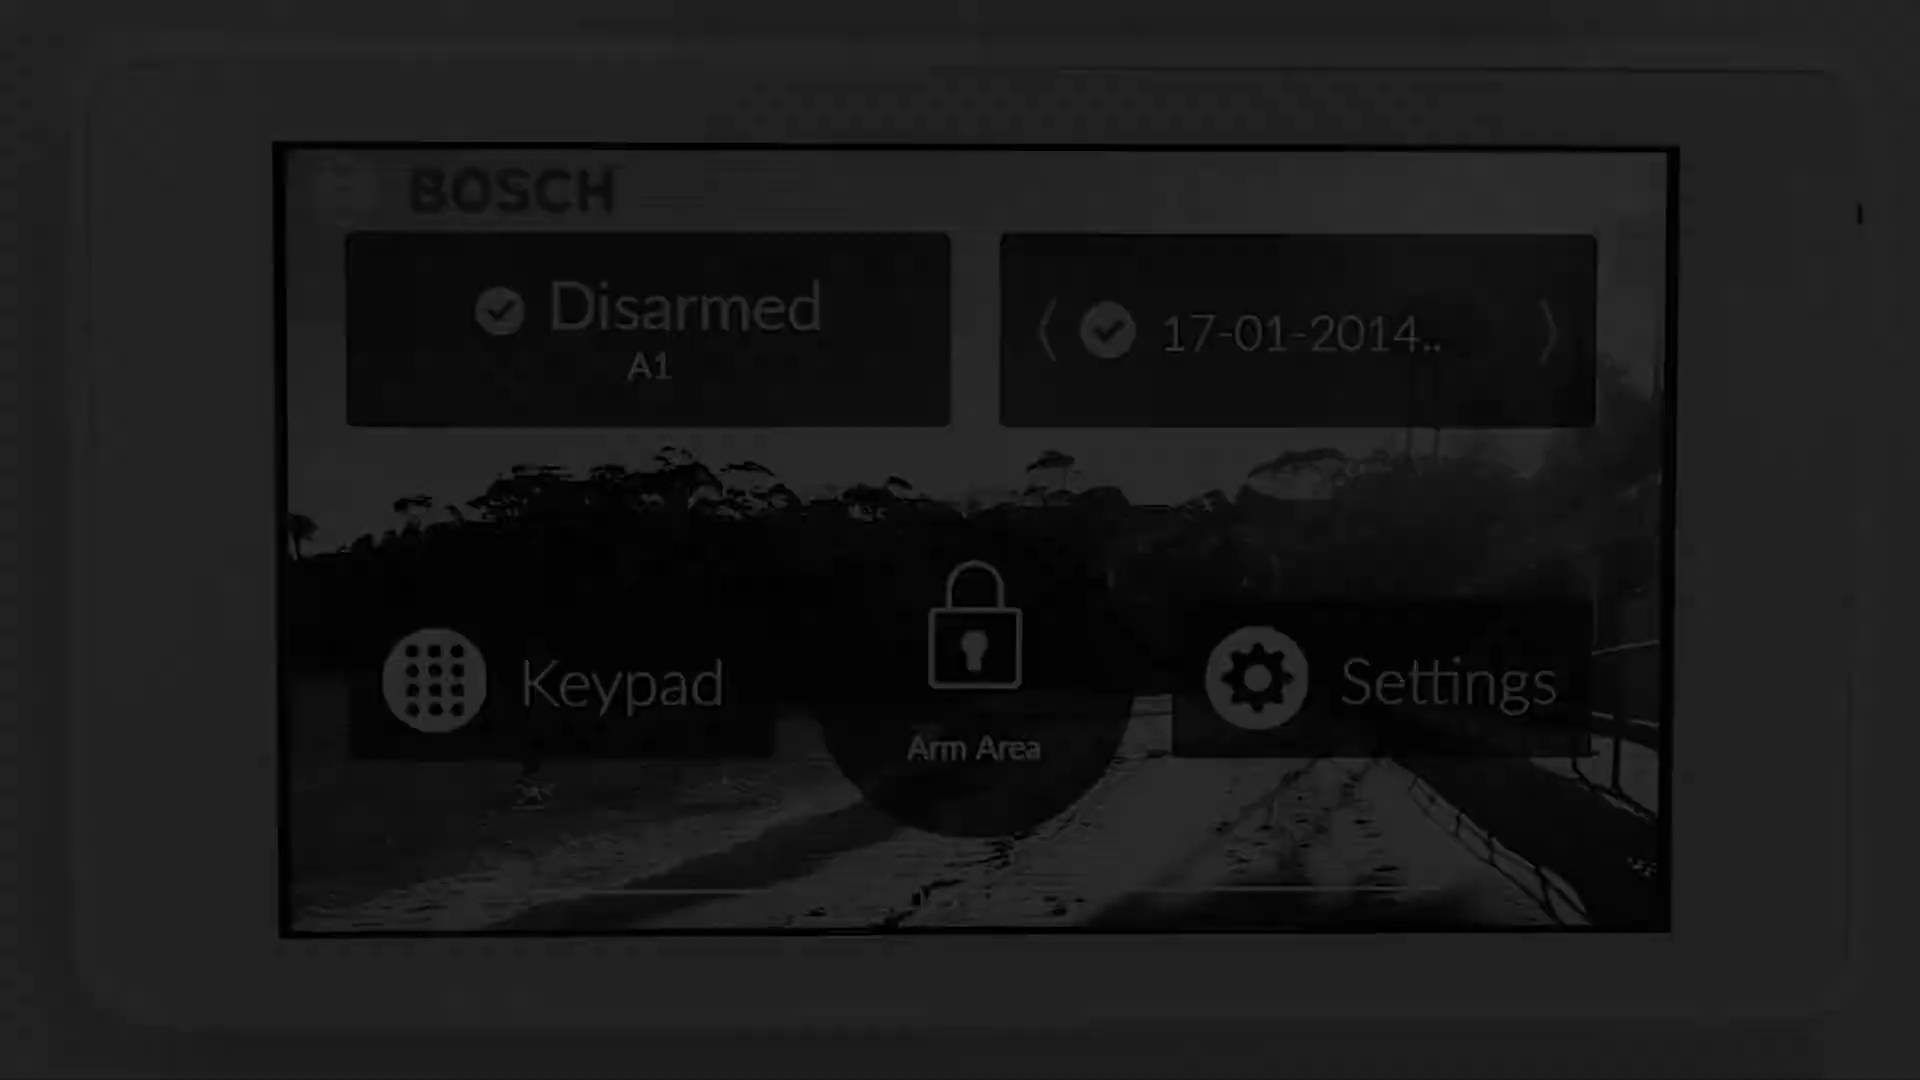 BOSCH
Disarmed
A1
17-01-2014..
Keypad
Arm Area
Settings